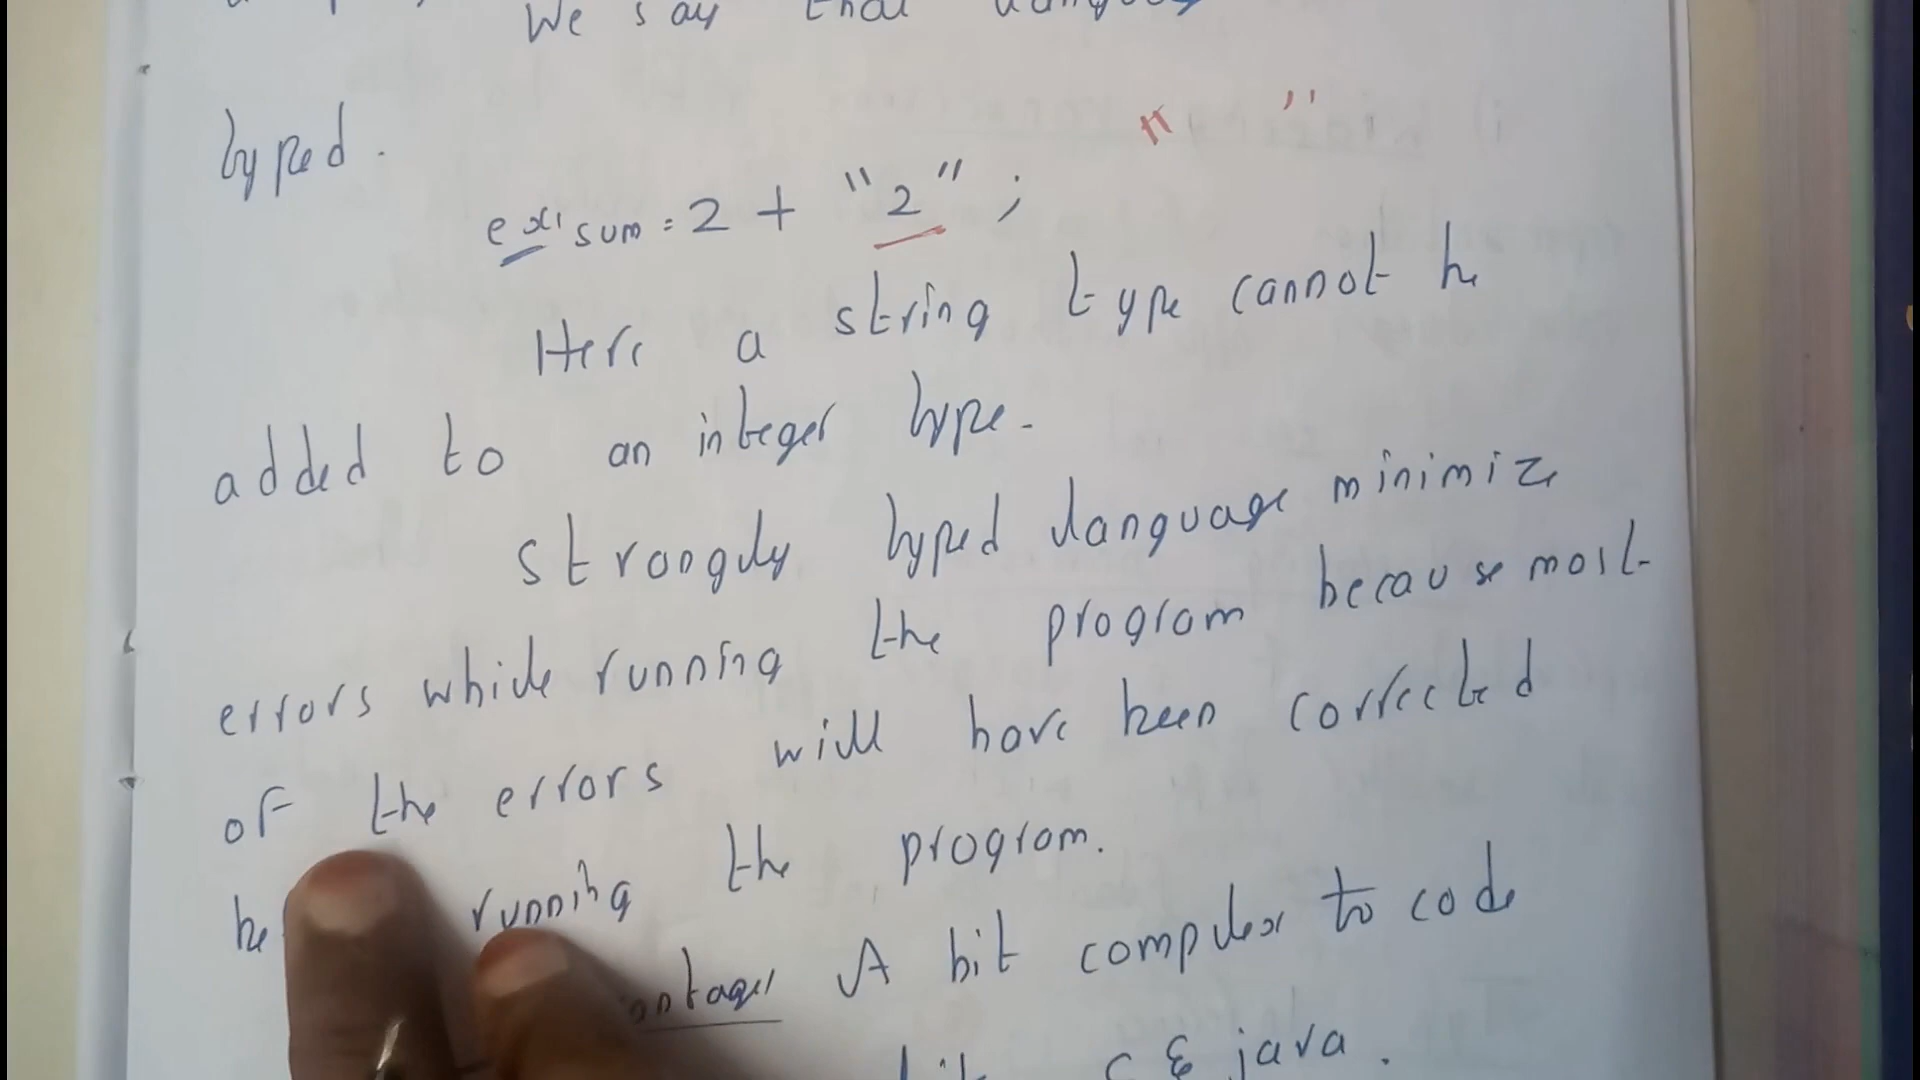 We say that
typed.
" "
ex: sum = 2 + "2" ;
Here a string type cannot be
added to an integer type.
strongly typed language minimize
errors while running the program because most
of the errors will have been corrected
running the program.
A bit complex to code
C & java.